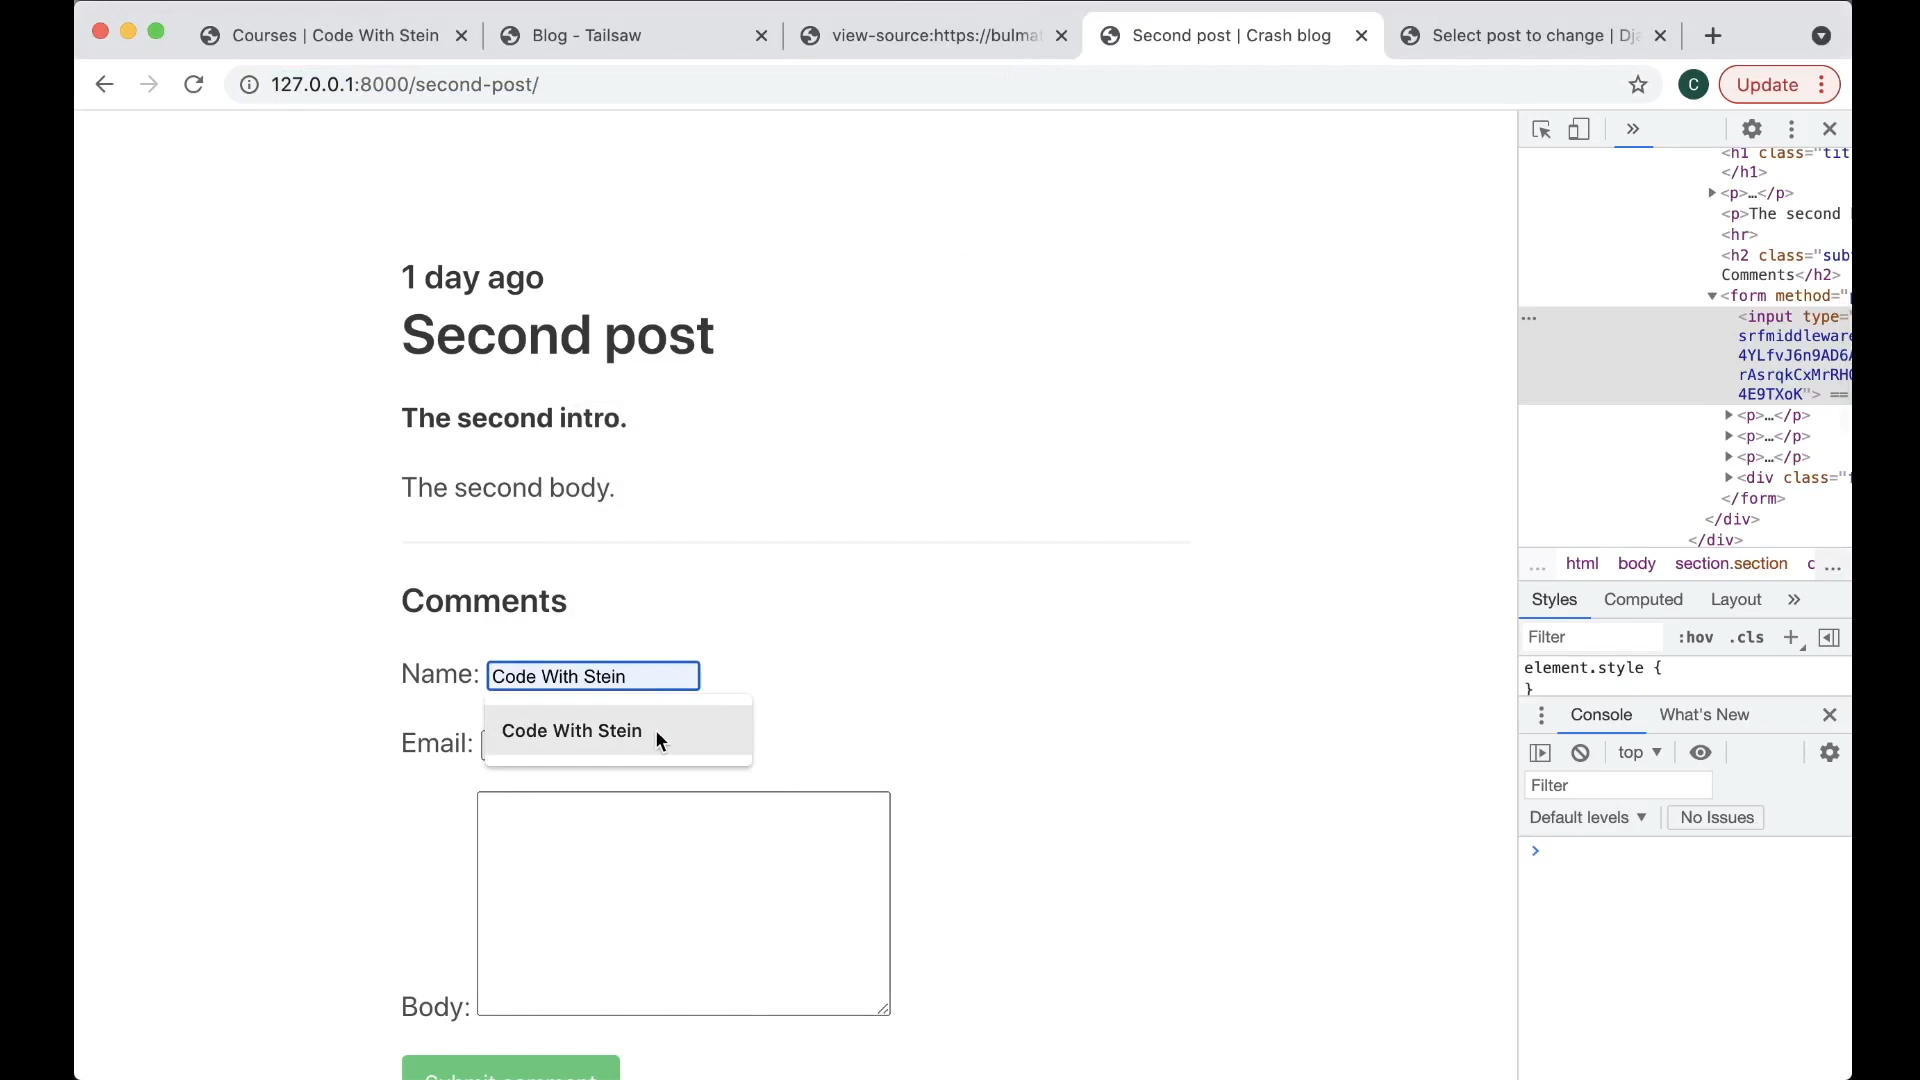 Courses | Code With Stein
Blog - Tailsaw
view-source:https://bulma
Second post | Crash blog
Select post to change | Dja
127.0.0.1:8000/second-post/
C
Update
1 day ago
Second post
The second intro.
The second body.
Comments
Name: Code With Stein
Code With Stein
Email:
Body:
Submit comment
<h1 class="tit
</h1>
<p>…</p>
<p>The second
<hr>
<h2 class="sub
Comments</h2>
<form method="
<input type="
srfmiddleware
4YLfvJ6n9AD6
rAsrqkCxMrRH
4E9TXoK"> ==
<p>…</p>
<p>…</p>
<p>…</p>
<div class="
</form>
</div>
</div>
... html body section.section c ...
Styles Computed Layout
Filter :hov .cls
element.style {
}
Console What's New
top
Filter
Default levels No Issues